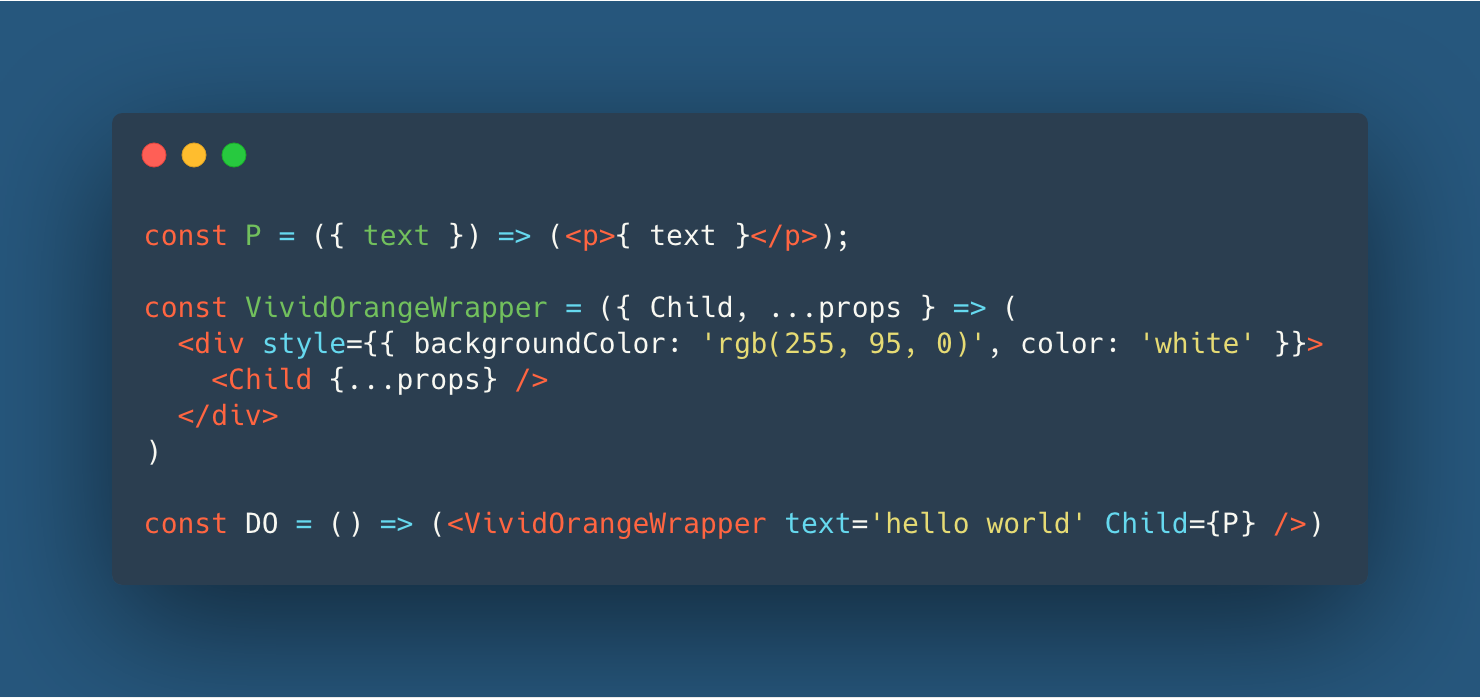 const P = ({ text }) => (<p>{ text }</p>);
const VividOrangeWrapper = ({ Child, ...props } => (
<div style={{ backgroundColor: 'rgb(255, 95, 0)', color: 'white' }}>
<Child {...props} />
</div>
)
const DO = () => (<VividOrangeWrapper text='hello world' Child={P} />)